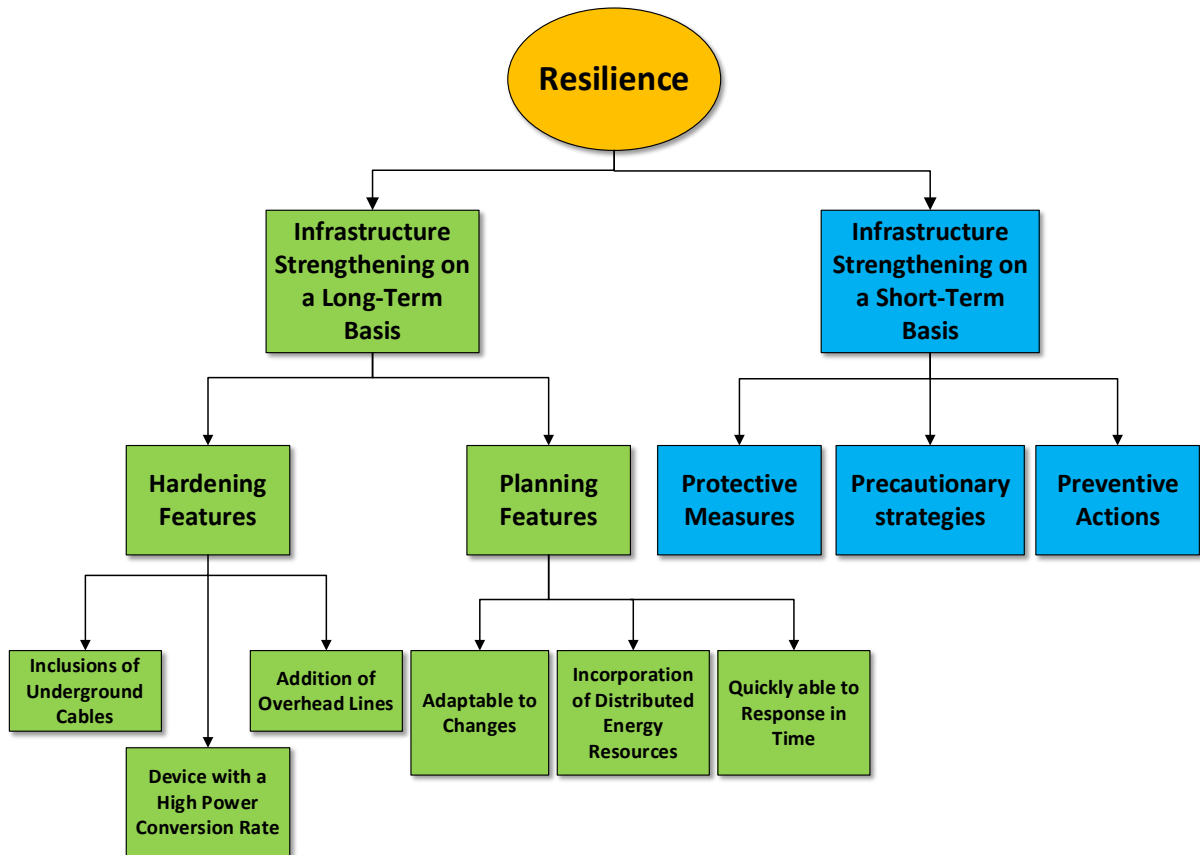 Resilience
Infrastructure
Strengthening on
a Long-Term
Basis
Infrastructure
Strengthening on
a Short-Term
Basis
Hardening
Features
Planning
Features
Protective
Measures
Precautionary
strategies
Preventive
Actions
Inclusions of
Underground
Cables
Device with a
High Power
Conversion Rate
Addition of
Overhead Lines
Adaptable to
Changes
Incorporation
of Distributed
Energy
Resources
Quickly able to
Response in
Time